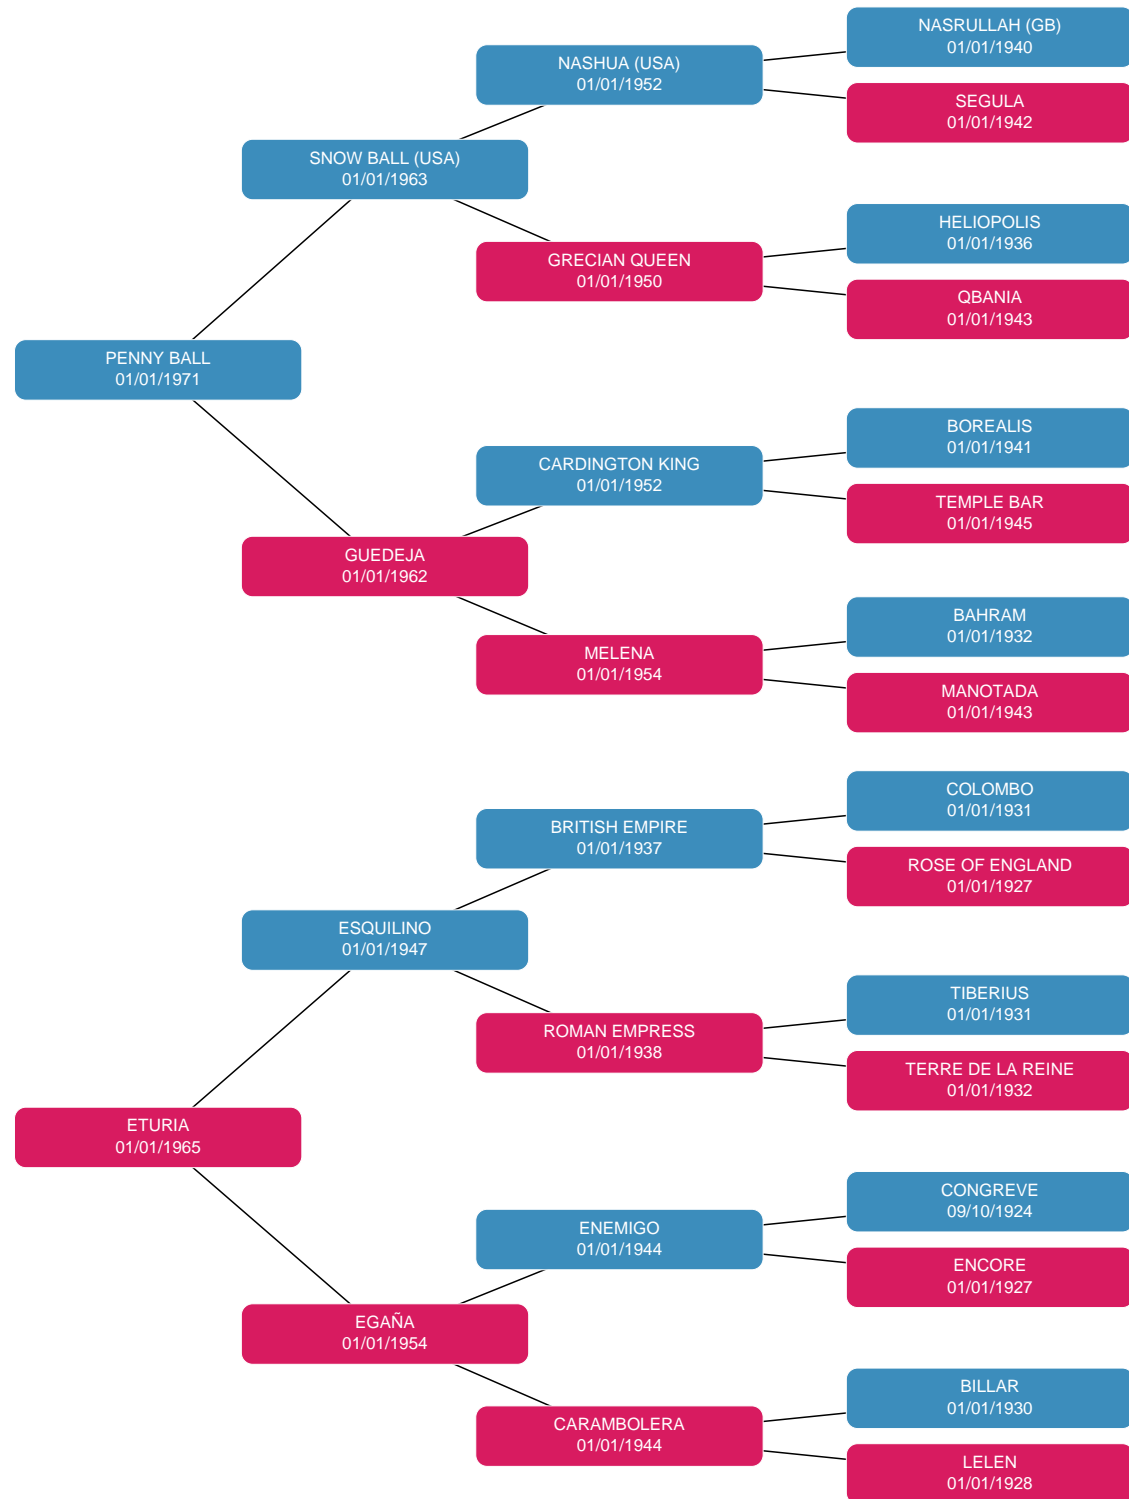 NASRULLAH (GB)
01/01/1940
NASHUA (USA)
01/01/1952
SEGULA
01/01/1942
SNOW BALL (USA)
01/01/1963
HELIOPOLIS
01/01/1936
GRECIAN QUEEN
01/01/1950
QBANIA
01/01/1943
PENNY BALL
01/01/1971
BOREALIS
01/01/1941
CARDINGTON KING
01/01/1952
TEMPLE BAR
01/01/1945
GUEDEJA
01/01/1962
BAHRAM
01/01/1932
MELENA
01/01/1954
MANOTADA
01/01/1943
COLOMBO
01/01/1931
BRITISH EMPIRE
01/01/1937
ROSE OF ENGLAND
01/01/1927
ESQUILINO
01/01/1947
TIBERIUS
01/01/1931
ROMAN EMPRESS
01/01/1938
TERRE DE LA REINE
01/01/1932
ETURIA
01/01/1965
CONGREVE
09/10/1924
ENEMIGO
01/01/1944
ENCORE
01/01/1927
EGAÑA
01/01/1954
BILLAR
01/01/1930
CARAMBOLERA
01/01/1944
LELEN
01/01/1928